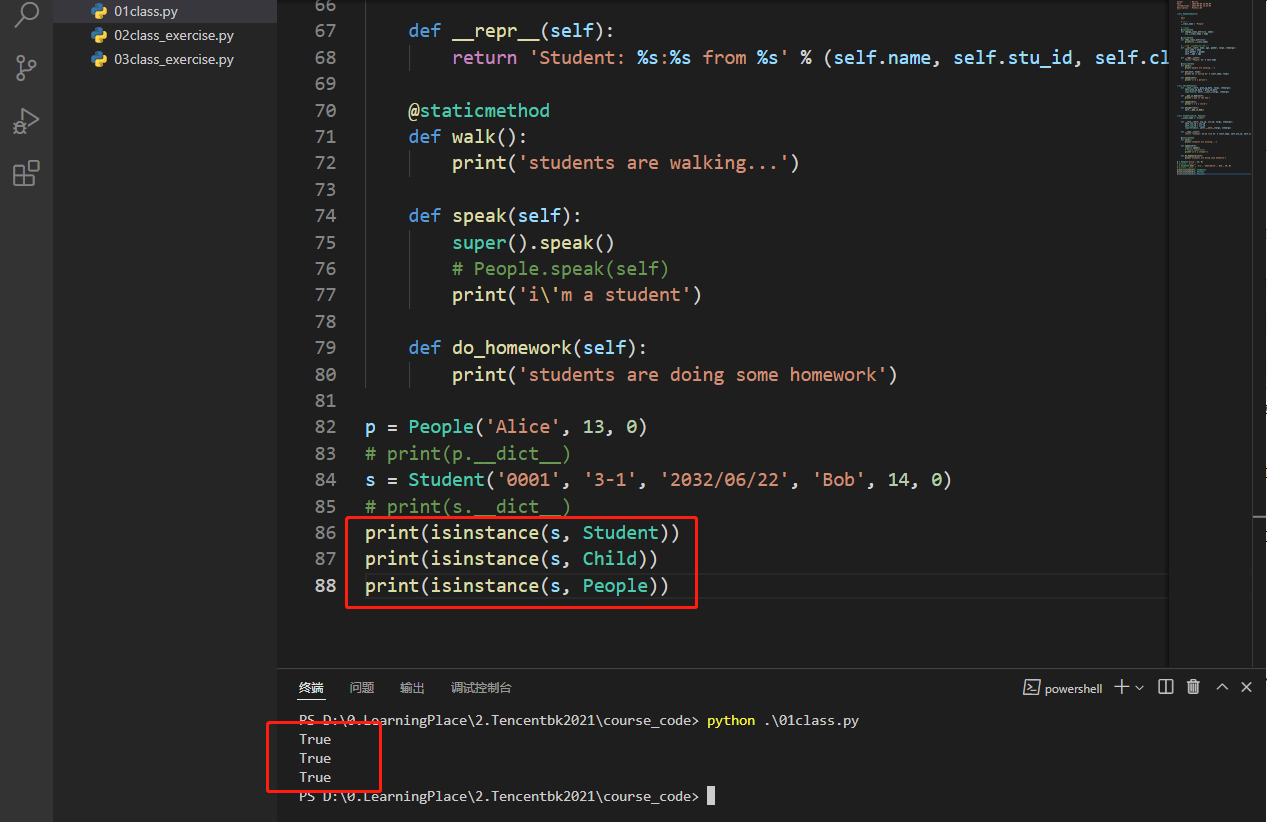 01class.py
02class_exercise.py
03class_exercise.py
66
67 def __repr__(self):
68 return 'Student: %s:%s from %s' % (self.name, self.stu_id, self.cl
69
70 @staticmethod
71 def walk():
72 print('students are walking...')
73
74 def speak(self):
75 super().speak()
76 # People.speak(self)
77 print('i\'m a student')
78
79 def do_homework(self):
80 print('students are doing some homework')
81
82 p = People('Alice', 13, 0)
83 # print(p.__dict__)
84 s = Student('0001', '3-1', '2032/06/22', 'Bob', 14, 0)
85 # print(s.__dict__)
86 print(isinstance(s, Student))
87 print(isinstance(s, Child))
88 print(isinstance(s, People))
终端 问题 输出 调试控制台 powershell
PS D:\0.LearningPlace\2.Tencentbk2021\course_code> python .\01class.py
True
True
True
PS D:\0.LearningPlace\2.Tencentbk2021\course_code>